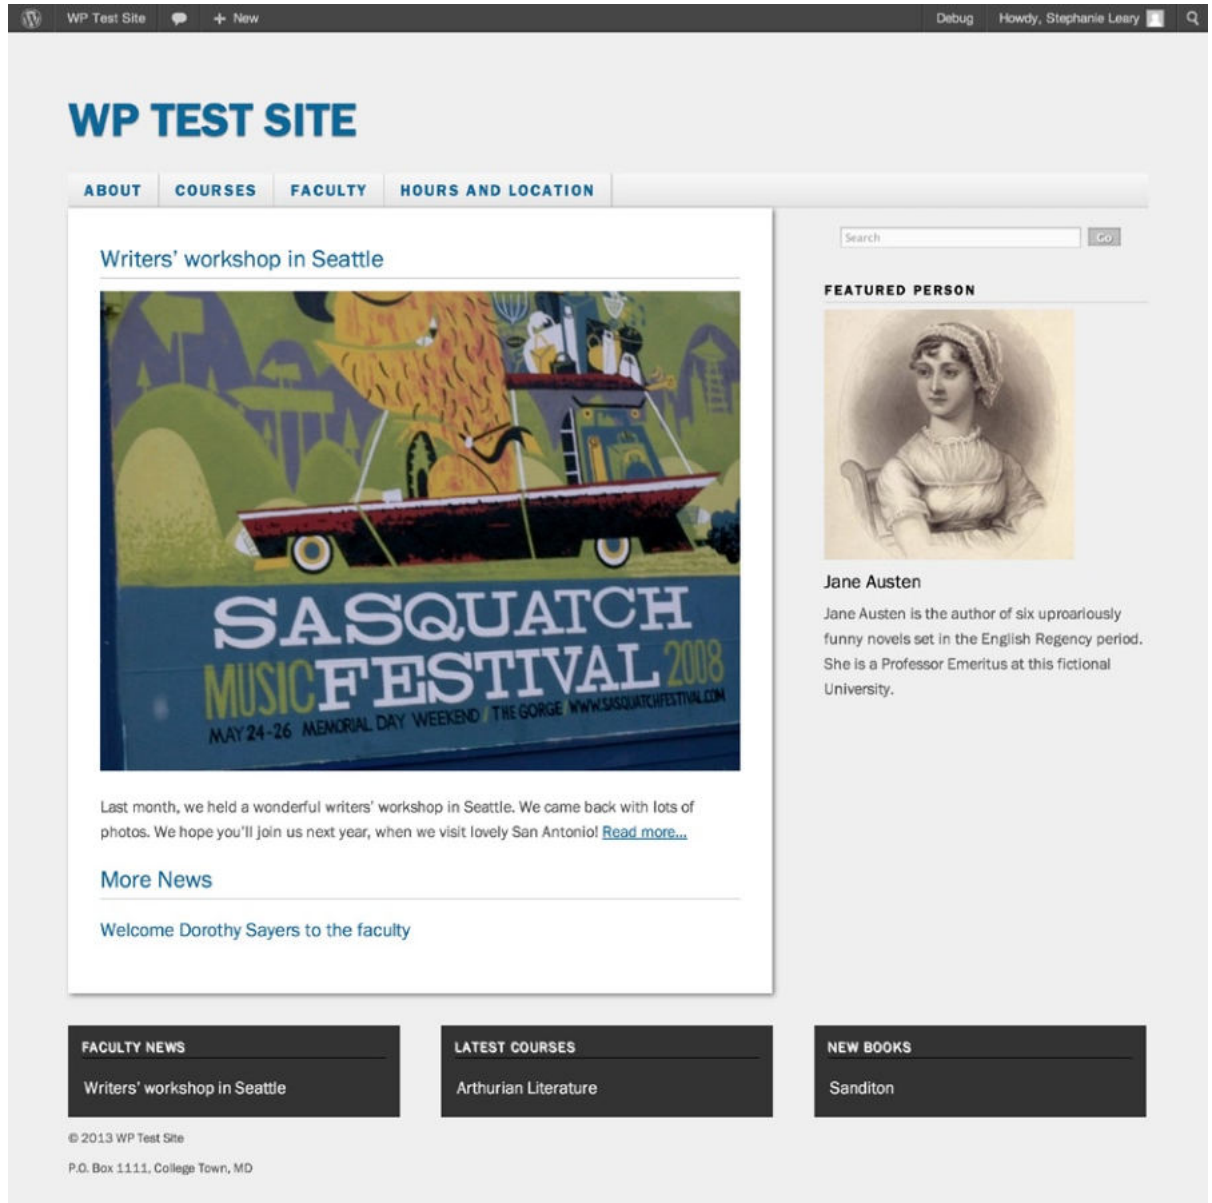 WP Test Site
New
Debug
Howdy, Stephanie Leary
WP TEST SITE
ABOUT
COURSES
FACULTY
HOURS AND LOCATION
Search
Go
Writers' workshop in Seattle
SASQUATCH
MUSIC FESTIVAL 2008
MAY 24-26 MEMORIAL DAY WEEKEND / THE GORGE / WWW.SASQUATCHFESTIVAL.COM
Last month, we held a wonderful writers' workshop in Seattle. We came back with lots of
photos. We hope you'll join us next year, when we visit lovely San Antonio! Read more...
More News
Welcome Dorothy Sayers to the faculty
FEATURED PERSON
Jane Austen
Jane Austen is the author of six uproariously
funny novels set in the English Regency period.
She is a Professor Emeritus at this fictional
University.
FACULTY NEWS
Writers' workshop in Seattle
LATEST COURSES
Arthurian Literature
NEW BOOKS
Sanditon
© 2013 WP Test Site
P.O. Box 1111, College Town, MD